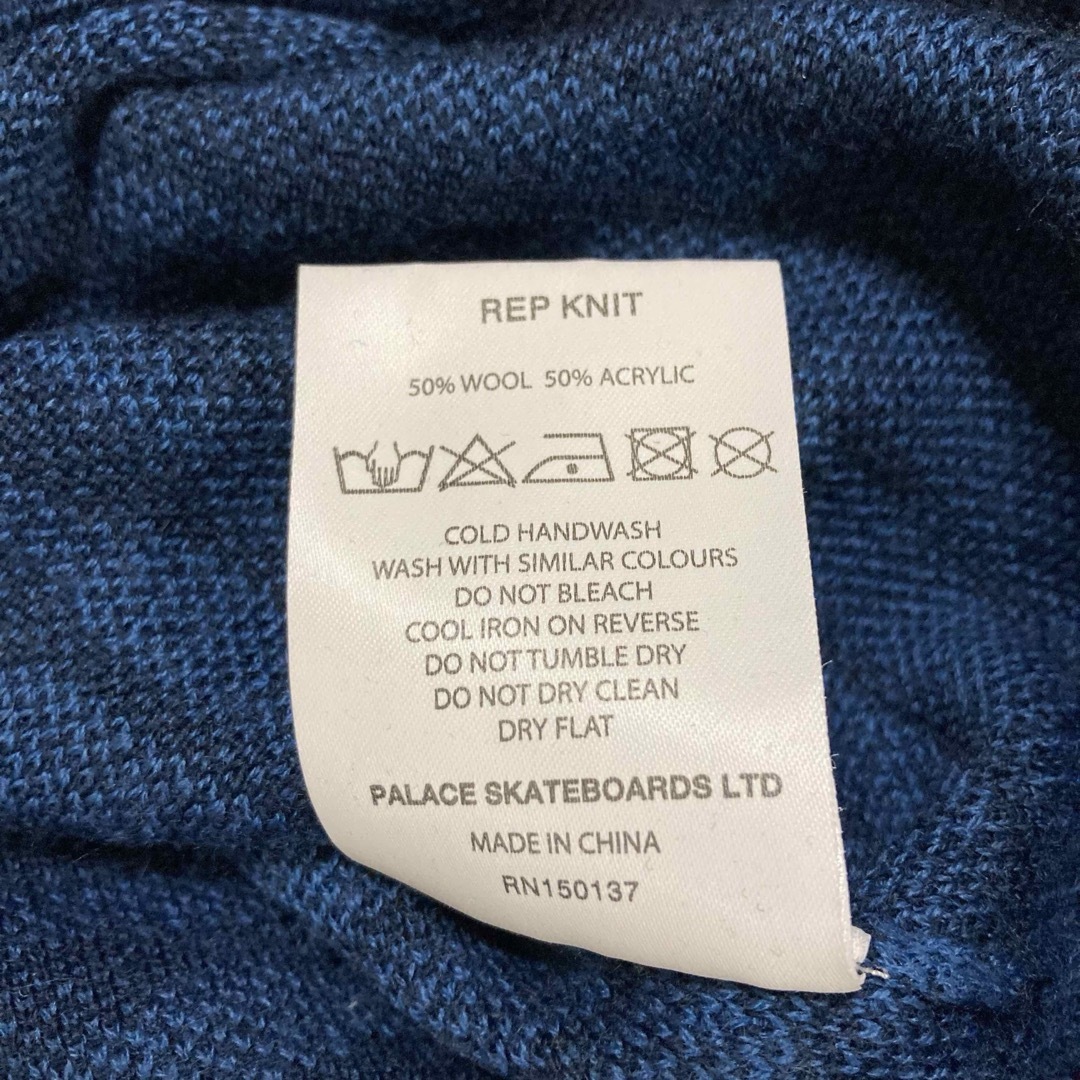 REP KNIT
50% WOOL 50% ACRYLIC
COLD HANDWASH
WASH WITH SIMILAR COLOURS
DO NOT BLEACH
COOL IRON ON REVERSE
DO NOT TUMBLE DRY
DO NOT DRY CLEAN
DRY FLAT
PALACE SKATEBOARDS LTD
MADE IN CHINA
RN150137